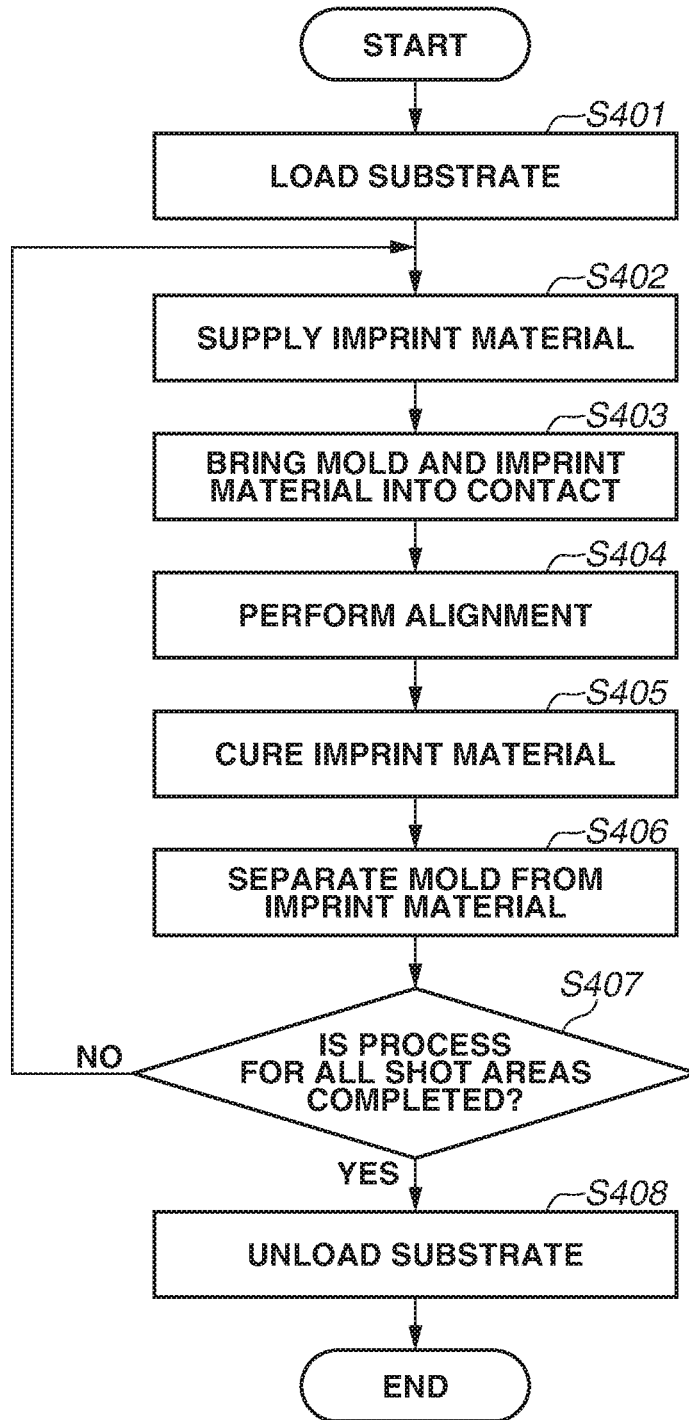 START
S401
LOAD SUBSTRATE
S402
SUPPLY IMPRINT MATERIAL
S403
BRING MOLD AND IMPRINT
MATERIAL INTO CONTACT
S404
PERFORM ALIGNMENT
S405
CURE IMPRINT MATERIAL
S406
SEPARATE MOLD FROM
IMPRINT MATERIAL
S407
IS PROCESS
FOR ALL SHOT AREAS
COMPLETED?
NO
YES
S408
UNLOAD SUBSTRATE
END